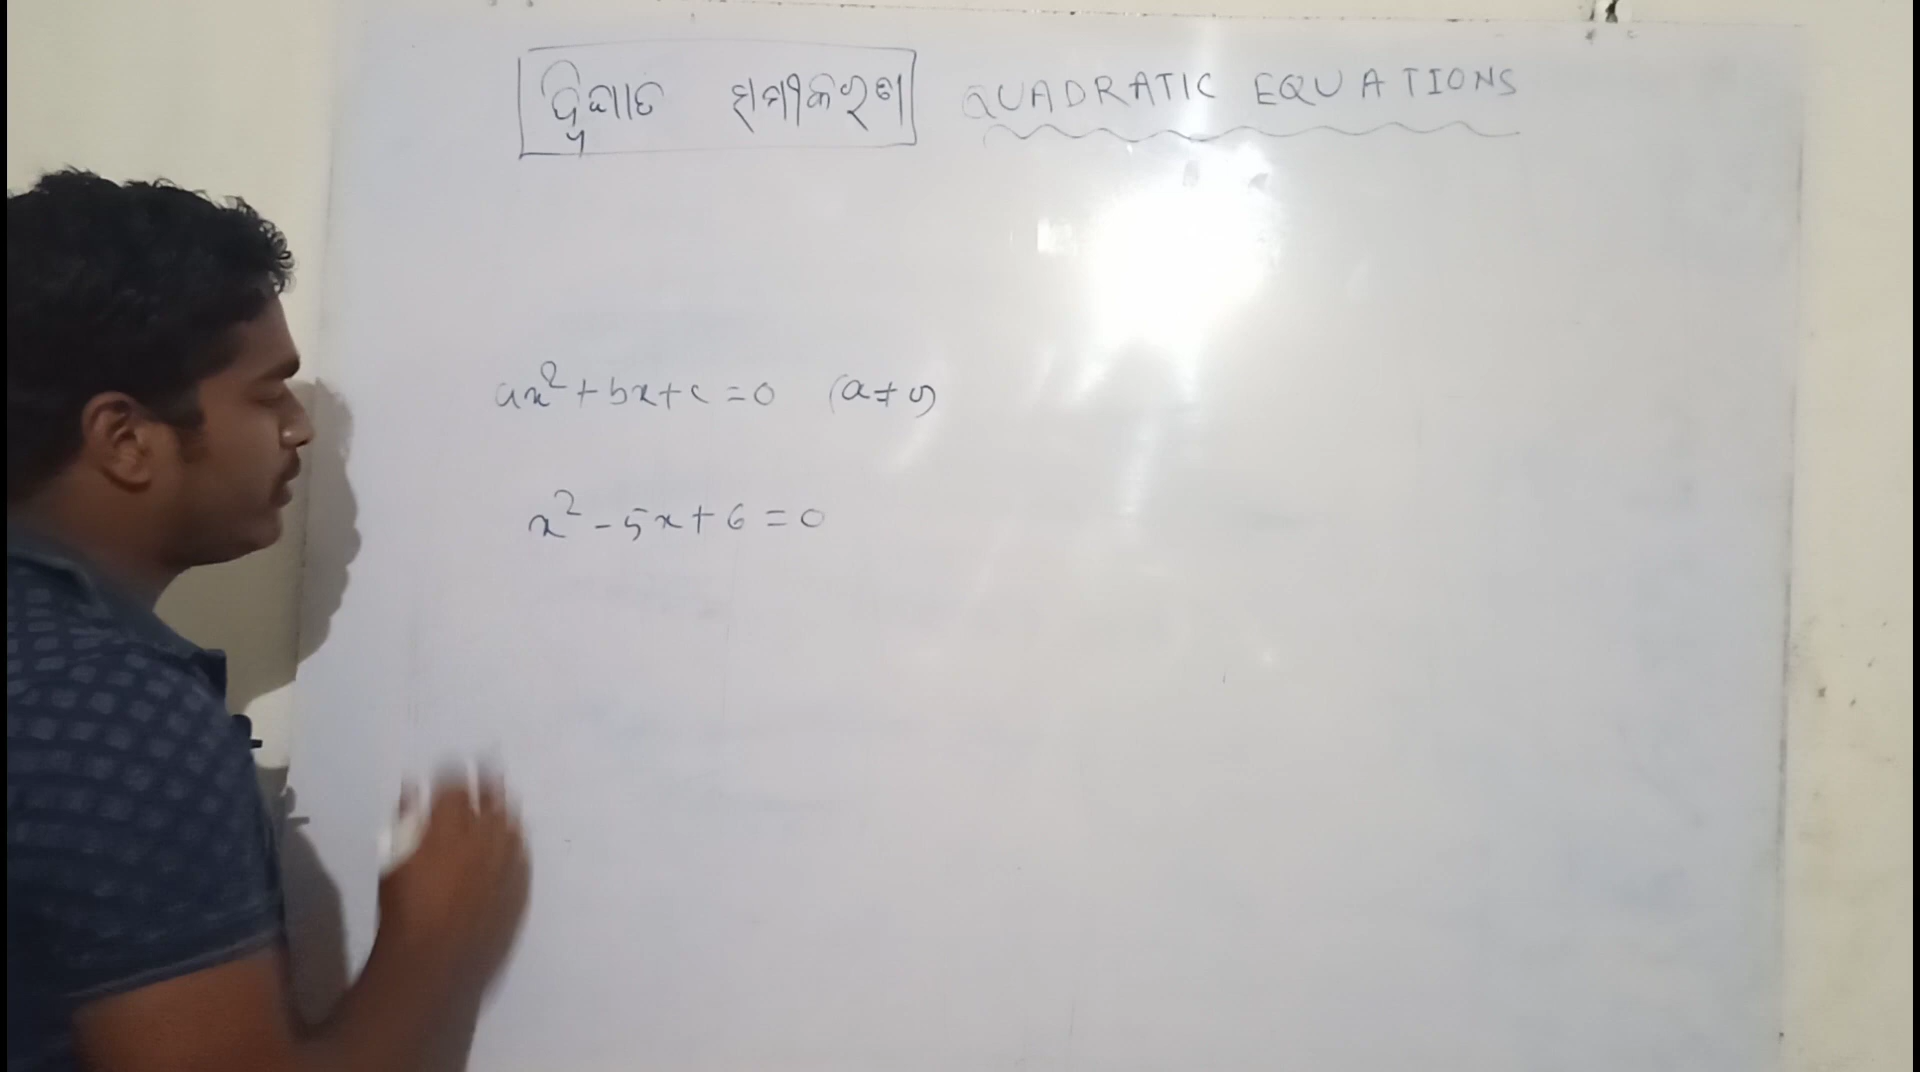 ଦ୍ୱିଘାତ ସମୀକରଣ QUADRATIC EQUATIONS
ax² + bx + c = 0 (a ≠ 0)
x² - 5x + 6 = 0